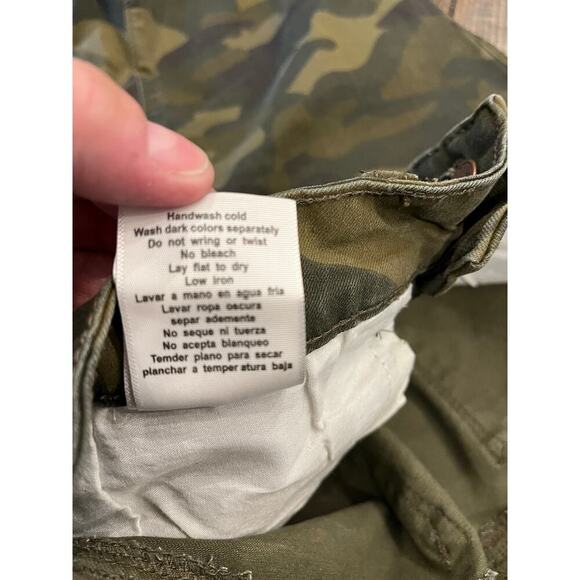 Handwash cold
Wash dark colors separately
Do not wring or twist
No bleach
Lay flat to dry
Low iron
Lavar a mano en agua fria
Lavar ropa oscura
separ ademente
No seque ni tuerza
No acepta blanqueo
Temder plano para secar
planchar a temper atura baja